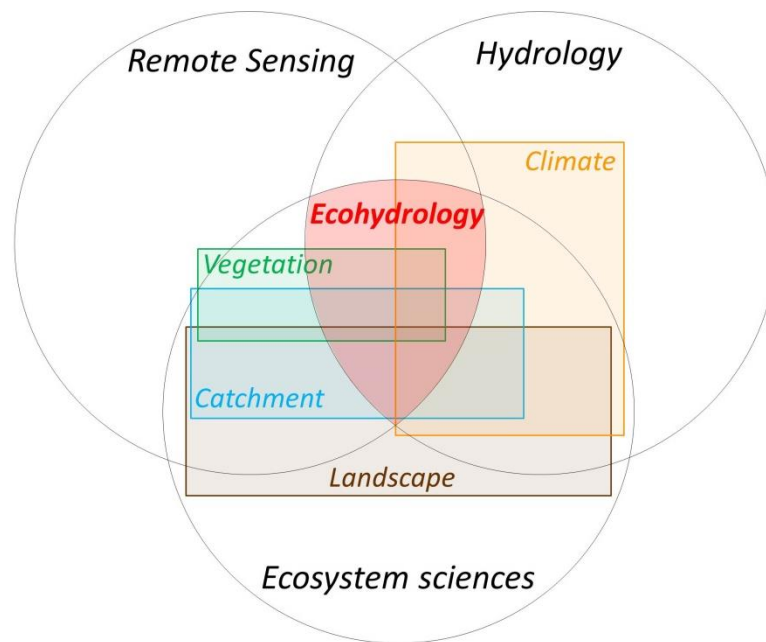 Remote Sensing
Hydrology
Climate
Ecohydrology
Vegetation
Catchment
Landscape
Ecosystem sciences